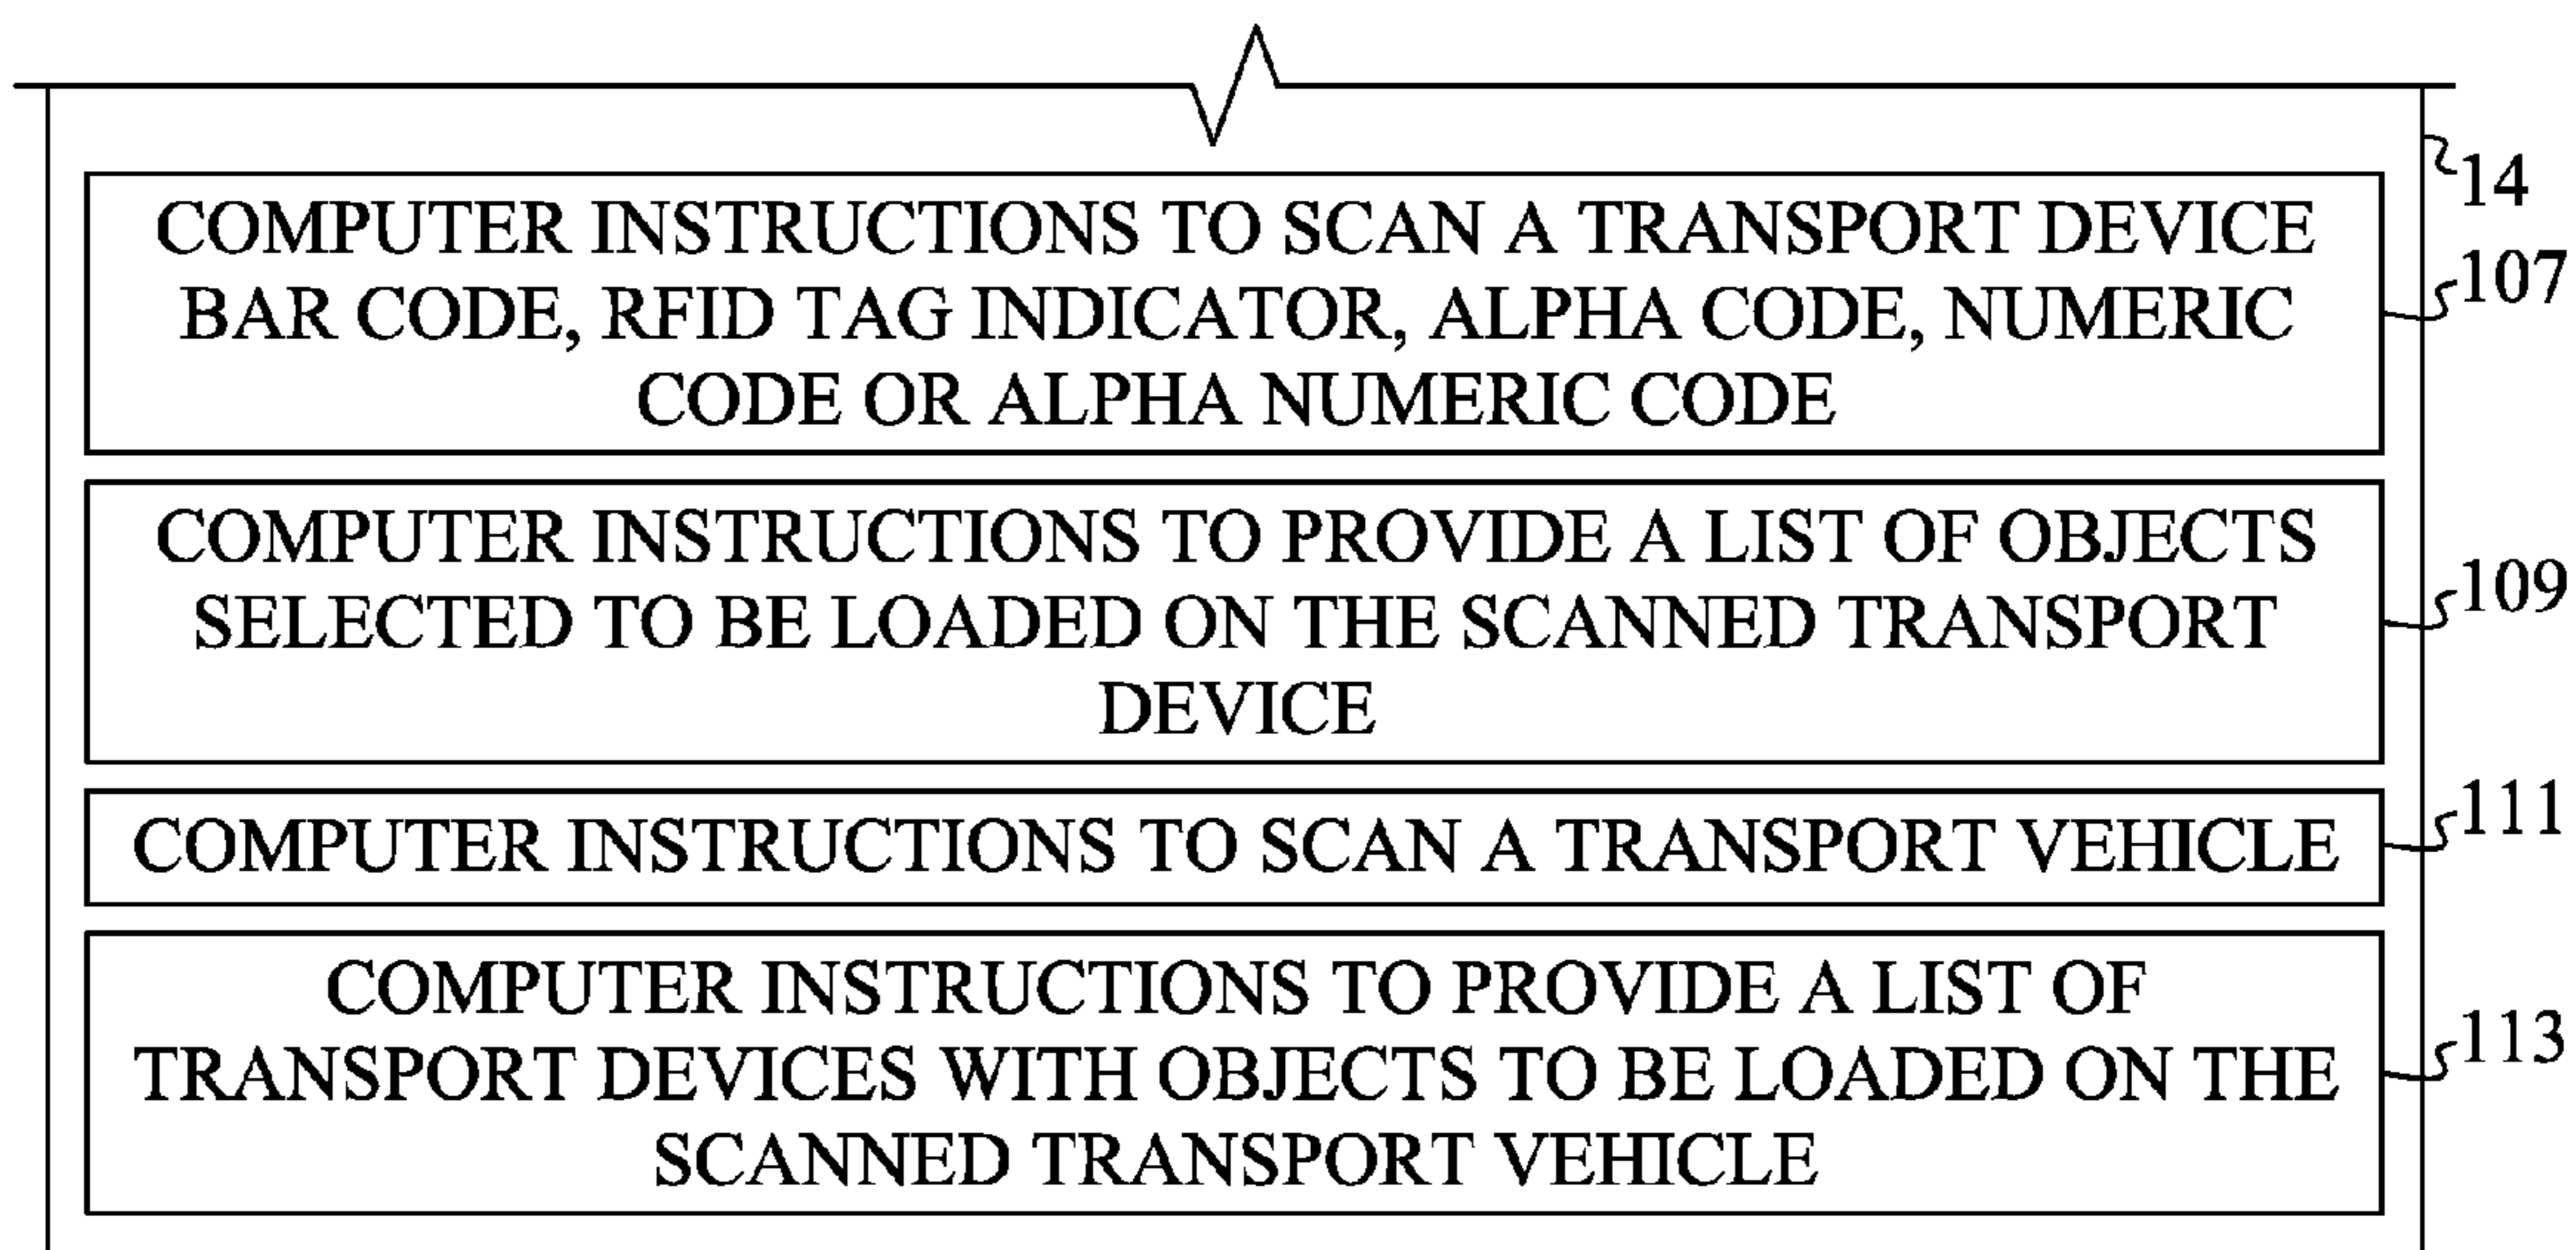 14
COMPUTER INSTRUCTIONS TO SCAN A TRANSPORT DEVICE
BAR CODE, RFID TAG INDICATOR, ALPHA CODE, NUMERIC
CODE OR ALPHA NUMERIC CODE
107
COMPUTER INSTRUCTIONS TO PROVIDE A LIST OF OBJECTS
SELECTED TO BE LOADED ON THE SCANNED TRANSPORT
DEVICE
109
COMPUTER INSTRUCTIONS TO SCAN A TRANSPORT VEHICLE
111
COMPUTER INSTRUCTIONS TO PROVIDE A LIST OF
TRANSPORT DEVICES WITH OBJECTS TO BE LOADED ON THE
SCANNED TRANSPORT VEHICLE
113